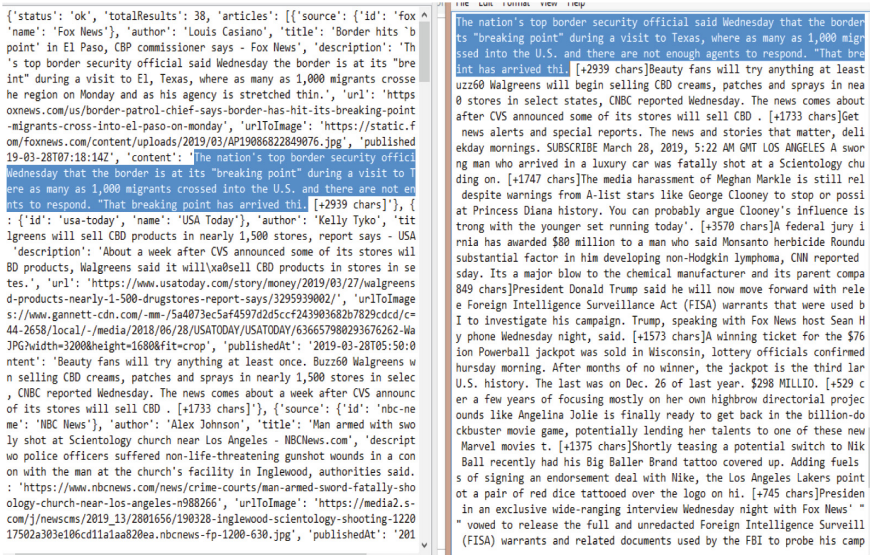 {'status': 'ok', 'totalResults': 38, 'articles': [{'source': {'id': 'fox
'name': 'Fox News'}, 'author': 'Louis Casiano', 'title': 'Border hits `b
point' in El Paso, CBP commissioner says - Fox News', 'description': 'Th
's top border security official said Wednesday the border is at its "bre
int" during a visit to El, Texas, where as many as 1,000 migrants crosse
he region on Monday and as his agency is stretched thin.', 'url': 'https
oxnews.com/us/border-patrol-chief-says-border-has-hit-its-breaking-point
-migrants-cross-into-el-paso-on-monday', 'urlToImage': 'https://static.f
om/foxnews.com/content/uploads/2019/03/AP19086822849076.jpg', 'published
19-03-28T07:18:14Z', 'content': 'The nation's top border security offici
Wednesday that the border is at its "breaking point" during a visit to T
ere as many as 1,000 migrants crossed into the U.S. and there are not en
nts to respond. "That breaking point has arrived thi. [+2939 chars]'}, {
: {'id': 'usa-today', 'name': 'USA Today'}, 'author': 'Kelly Tyko', 'tit
lgreens will sell CBD products in nearly 1,500 stores, report says - USA
'description': 'About a week after CVS announced some of its stores wil
BD products, Walgreens said it will\xa0sell CBD products in stores in se
tes.', 'url': 'https://www.usatoday.com/story/money/2019/03/27/walgreens
d-products-nearly-1-500-drugstores-report-says/3295939002/', 'urlToImage
s://www.gannett-cdn.com/-mm-/5a4073ec5af4597d2d5ccf243903682b7829cdcd/c=
44-2658/local/-/media/2018/06/28/USATODAY/USATODAY/636657980293676262-Wa
JPG?width=3200&height=1680&fit=crop', 'publishedAt': '2019-03-28T05:50:0
ntent': 'Beauty fans will try anything at least once. Buzz60 Walgreens w
n selling CBD creams, patches and sprays in nearly 1,500 stores in selec
, CNBC reported Wednesday. The news comes about a week after CVS announc
of its stores will sell CBD . [+1733 chars]'}, {'source': {'id': 'nbc-ne
me': 'NBC News'}, 'author': 'Alex Johnson', 'title': 'Man armed with swo
ly shot at Scientology church near Los Angeles - NBCNews.com', 'descript
two police officers suffered non-life-threatening gunshot wounds in a con
on with the man at the church's facility in Inglewood, authorities said.
: 'https://www.nbcnews.com/news/crime-courts/man-armed-sword-fatally-sho
ology-church-near-los-angeles-n988266', 'urlToImage': 'https://media2.s-
com/j/newscms/2019_13/2801656/190328-inglewood-scientology-shooting-1220
17502a303e106cd11a1aa820ea.nbcnews-fp-1200-630.jpg', 'publishedAt': '201
The nation's top border security official said Wednesday that the border
ts "breaking point" during a visit to Texas, where as many as 1,000 migr
ssed into the U.S. and there are not enough agents to respond. "That bre
int has arrived thi. [+2939 chars]Beauty fans will try anything at least
uzz60 Walgreens will begin selling CBD creams, patches and sprays in nea
0 stores in select states, CNBC reported Wednesday. The news comes about
after CVS announced some of its stores will sell CBD . [+1733 chars]Get
news alerts and special reports. The news and stories that matter, deli
ekday mornings. SUBSCRIBE March 28, 2019, 5:22 AM GMT LOS ANGELES A swor
ng man who arrived in a luxury car was fatally shot at a Scientology chu
ding on. [+1747 chars]The media harassment of Meghan Markle is still rel
despite warnings from A-list stars like George Clooney to stop or possi
at Princess Diana history. You can probably argue Clooney's influence is
trong with the younger set running today'. [+3570 chars]A federal jury i
rnia has awarded $80 million to a man who said Monsanto herbicide Roundu
substantial factor in him developing non-Hodgkin lymphoma, CNN reported
sday. Its a major blow to the chemical manufacturer and its parent compa
849 chars]President Donald Trump said he will now move forward with rele
e Foreign Intelligence Surveillance Act (FISA) warrants that were used b
I to investigate his campaign. Trump, speaking with Fox News host Sean H
y phone Wednesday night, said. [+1573 chars]A winning ticket for the $76
ion Powerball jackpot was sold in Wisconsin, lottery officials confirmed
hursday morning. After months of no winner, the jackpot is the third lar
U.S. history. The last was on Dec. 26 of last year. $298 MILLIO. [+529 c
er a few years of focusing mostly on her own highbrow directorial projec
ounds like Angelina Jolie is finally ready to get back in the billion-do
ckbuster movie game, potentially lending her talents to one of these new
Marvel movies t. [+1375 chars]Shortly teasing a potential switch to Nik
Ball recently had his Big Baller Brand tattoo covered up. Adding fuels
s of signing an endorsement deal with Nike, the Los Angeles Lakers point
ot a pair of red dice tattooed over the logo on hi. [+745 chars]Presiden
in an exclusive wide-ranging interview Wednesday night with Fox News' "
" vowed to release the full and unredacted Foreign Intelligence Surveill
(FISA) warrants and related documents used by the FBI to probe his camp